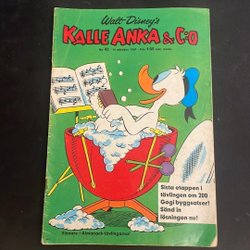 Walt Disney's
KALLE ANKA & C:O
Sista etappen i
tävlingen om 200
Gogi byggsatser!
Sänd in
lösningen nu!